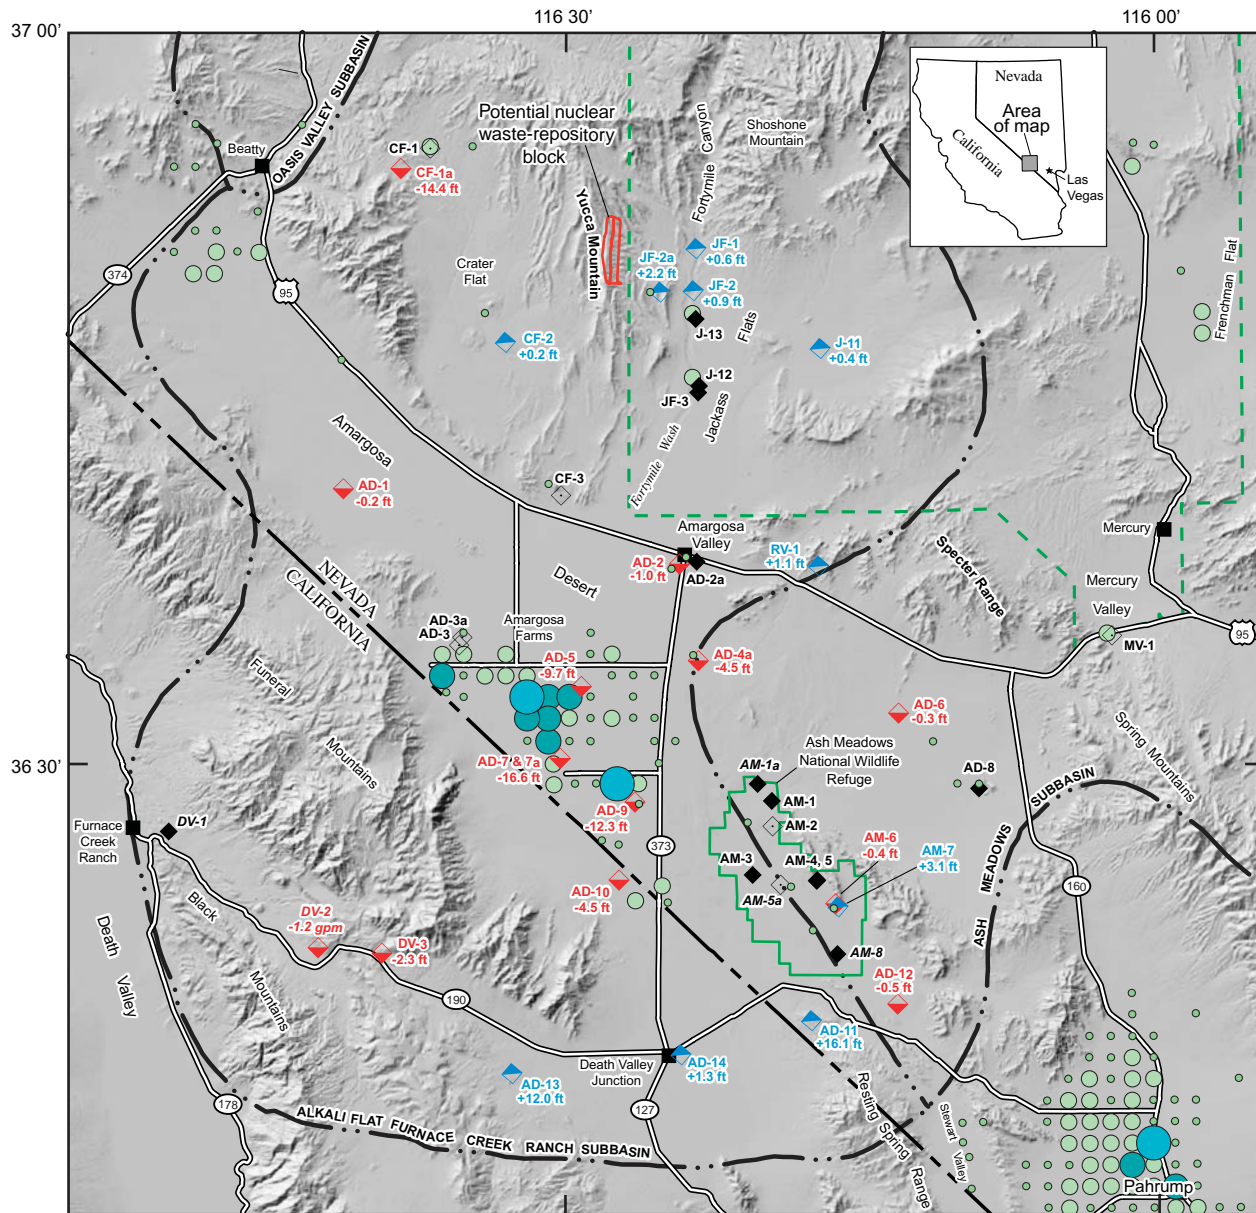 116 30'
116 00'
37 00'
OASIS VALLEY SUBBASIN
Beatty
CF-1
CF-1a
-14.4 ft
Potential nuclear
waste-repository
block
Fortymile Canyon
Shoshone
Mountain
Nevada
Area
of map
California
Las
Vegas
Yucca Mountain
JF-1
+0.6 ft
JF-2a
+2.2 ft
JF-2
+0.9 ft
Crater
Flat
374
95
Frenchman Flat
CF-2
+0.2 ft
J-13
J-11
+0.4 ft
J-12
JF-3
Jackass Flats
Fortymile Wash
Amargosa
AD-1
-0.2 ft
CF-3
Amargosa
Valley
Mercury
AD-2
-1.0 ft
AD-2a
RV-1
+1.1 ft
Specter Range
NEVADA
CALIFORNIA
Desert
Mercury
Valley
MV-1
95
AD-3a
AD-3
Amargosa
Farms
AD-5
-9.7 ft
AD-4a
-4.5 ft
Funeral
Mountains
AD-6
-0.3 ft
Spring Mountains
36 30'
AD-7 & 7a
-16.6 ft
Ash Meadows
National Wildlife
Refuge
AM-1a
AM-1
AD-8
AD-9
-12.3 ft
AM-2
Furnace
Creek
Ranch
DV-1
373
AM-3
AM-4, 5
AM-6
-0.4 ft
AM-7
+3.1 ft
AM-5a
ASH MEADOWS SUBBASIN
160
AD-10
-4.5 ft
Black
Mountains
Death Valley
DV-2
-1.2 gpm
DV-3
-2.3 ft
AM-8
AD-12
-0.5 ft
190
AD-11
+16.1 ft
Death Valley
Junction
AD-14
+1.3 ft
AD-13
+12.0 ft
178
127
ALKALI FLAT FURNACE CREEK RANCH SUBBASIN
Resting Spring Range
Stewart Valley
Pahrump